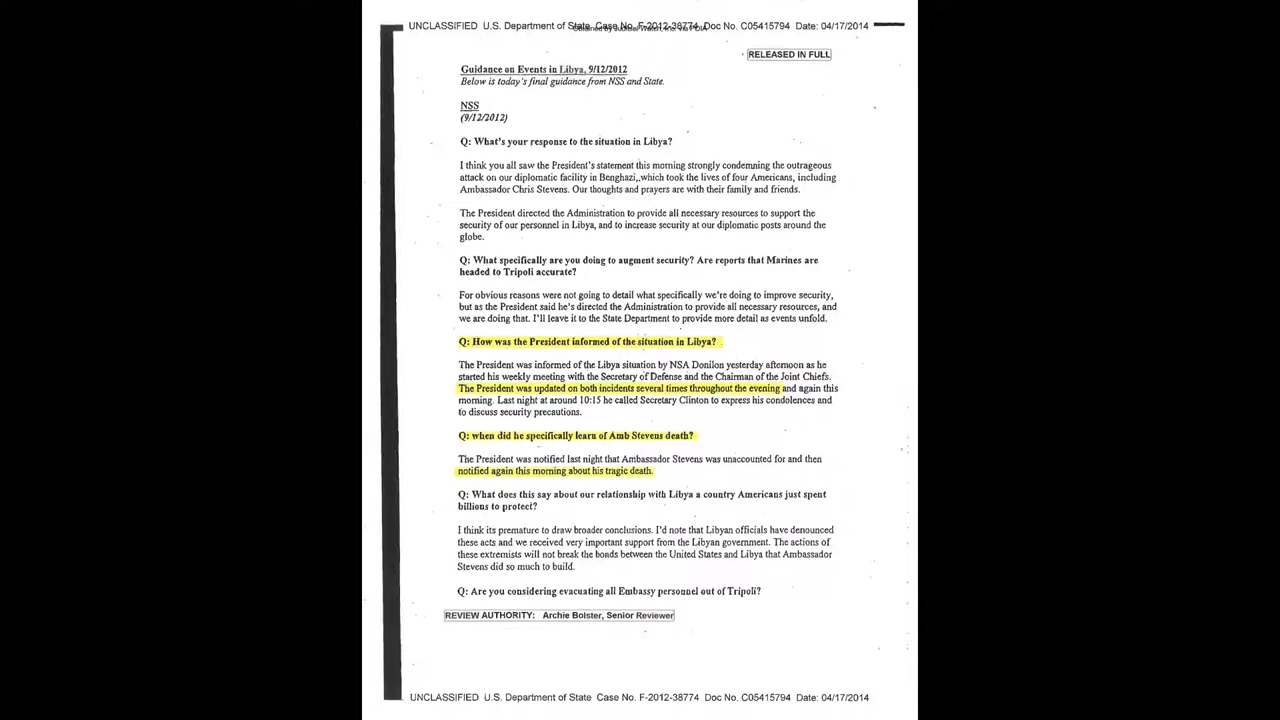 UNCLASSIFIED U.S. Department of State Case No. F-2012-38774 Doc No. C05415794 Date: 04/17/2014
Obtained by Judicial Watch, Inc. via FOIA
RELEASED IN FULL
Guidance on Events in Libya, 9/12/2012
Below is today's final guidance from NSS and State.
NSS
(9/12/2012)
Q: What's your response to the situation in Libya?
I think you all saw the President's statement this morning strongly condemning the outrageous
attack on our diplomatic facility in Benghazi, which took the lives of four Americans, including
Ambassador Chris Stevens. Our thoughts and prayers are with their family and friends.
The President directed the Administration to provide all necessary resources to support the
security of our personnel in Libya, and to increase security at our diplomatic posts around the
globe.
Q: What specifically are you doing to augment security? Are reports that Marines are
headed to Tripoli accurate?
For obvious reasons were not going to detail what specifically we're doing to improve security,
but as the President said he's directed the Administration to provide all necessary resources, and
we are doing that. I'll leave it to the State Department to provide more detail as events unfold.
Q: How was the President informed of the situation in Libya?
The President was informed of the Libya situation by NSA Donilon yesterday afternoon as he
started his weekly meeting with the Secretary of Defense and the Chairman of the Joint Chiefs.
The President was updated on both incidents several times throughout the evening and again this
morning. Last night at around 10:15 he called Secretary Clinton to express his condolences and
to discuss security precautions.
Q: when did he specifically learn of Amb Stevens death?
The President was notified last night that Ambassador Stevens was unaccounted for and then
notified again this morning about his tragic death.
Q: What does this say about our relationship with Libya a country Americans just spent
billions to protect?
I think its premature to draw broader conclusions. I'd note that Libyan officials have denounced
these acts and we received very important support from the Libyan government. The actions of
these extremists will not break the bonds between the United States and Libya that Ambassador
Stevens did so much to build.
Q: Are you considering evacuating all Embassy personnel out of Tripoli?
REVIEW AUTHORITY: Archie Bolster, Senior Reviewer
UNCLASSIFIED U.S. Department of State Case No. F-2012-38774 Doc No. C05415794 Date: 04/17/2014